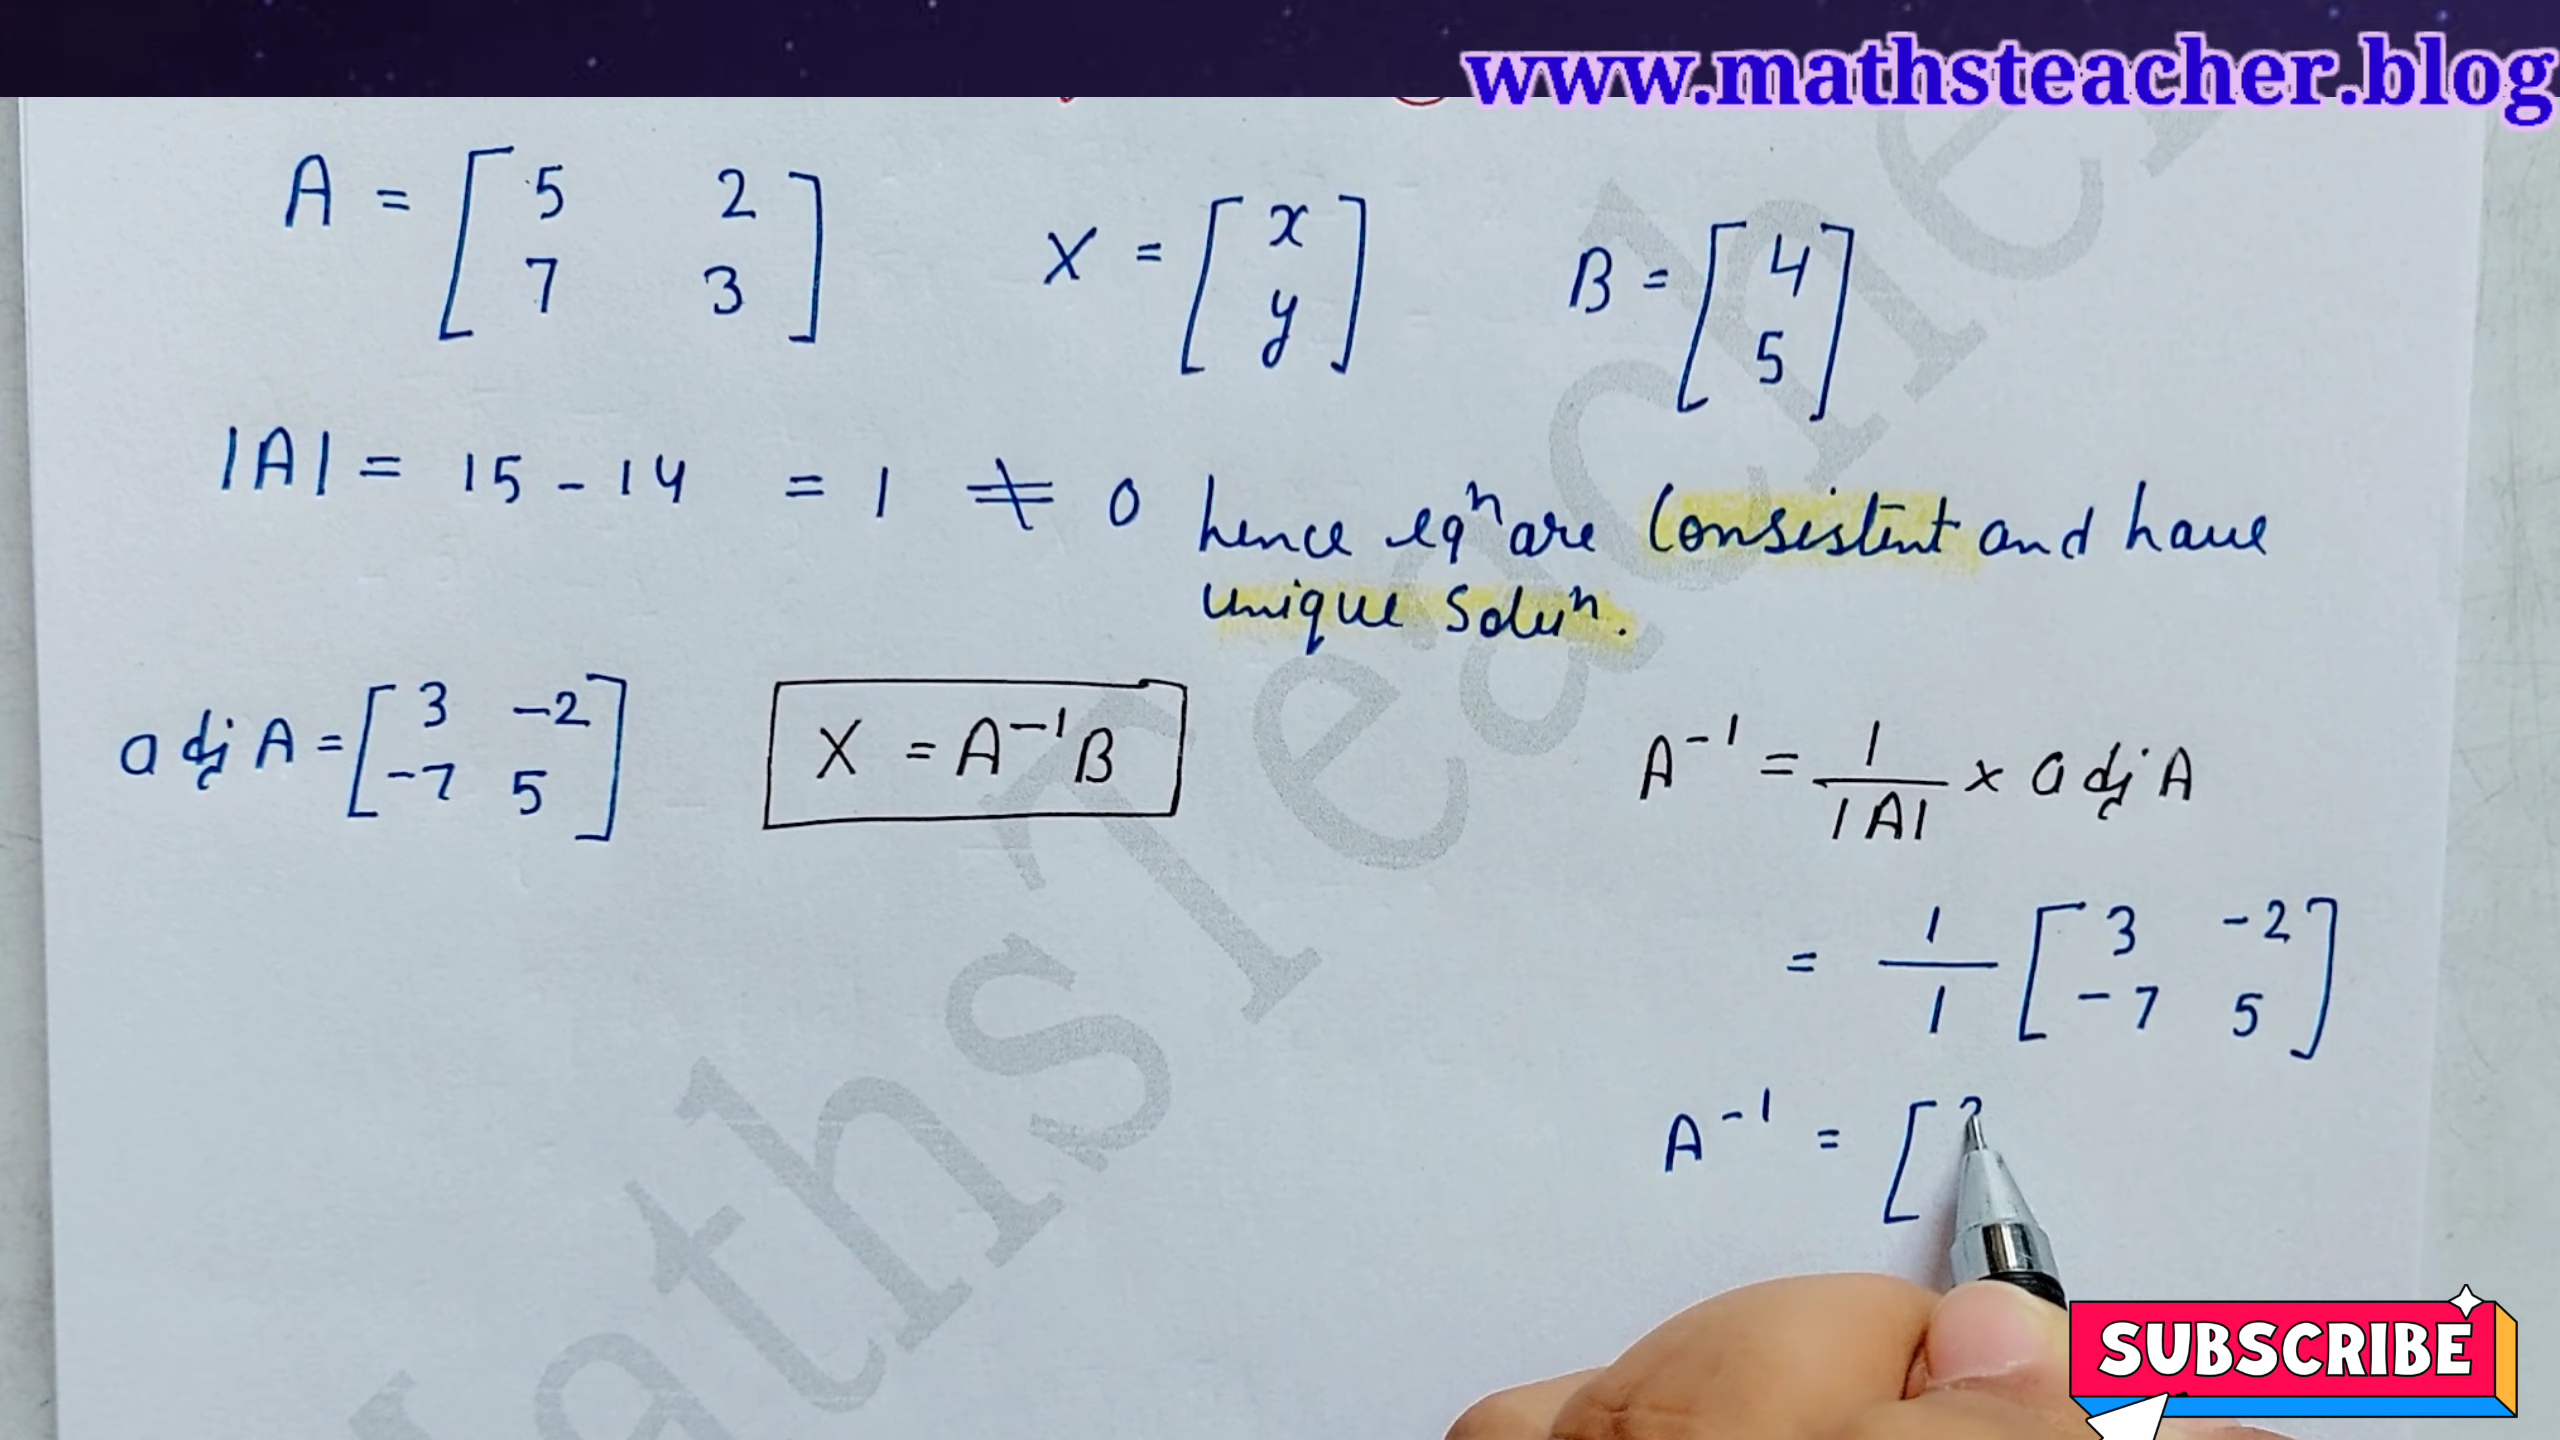 www.mathsteacher.blog
A = [ 5 2
7 3 ]
X = [ x
y ]
B = [ 4
5 ]
|A| = 15 - 14 = 1 ≠ 0 hence eqⁿ are Consistent and have
unique Soluⁿ.
adj A = [ 3 -2
-7 5 ]
X = A⁻¹B
A⁻¹ = 1/|A| × adj A
= 1/1 [ 3 -2
-7 5 ]
A⁻¹ = [
Maths Teacher
SUBSCRIBE